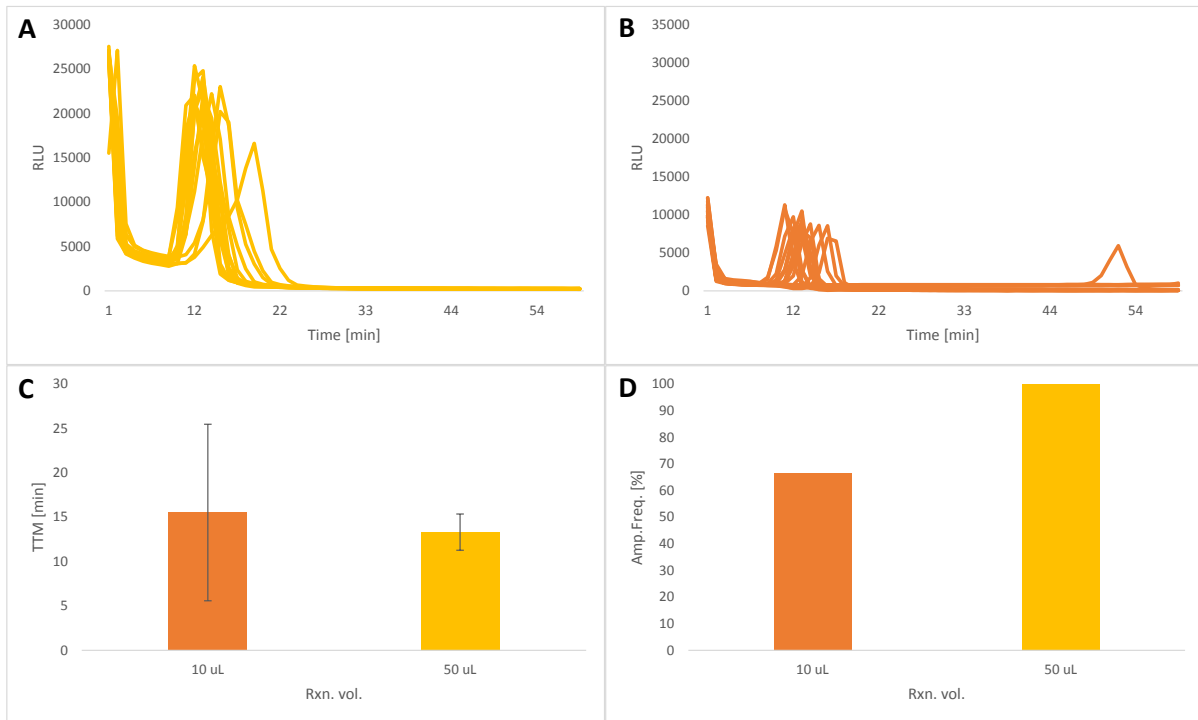 A
30000
25000
20000
15000
10000
5000
0
RLU
1 12 22 33 44 54
Time [min]
B
35000
30000
25000
20000
15000
10000
5000
0
RLU
1 12 22 33 44 54
Time [min]
C
30
25
20
15
10
5
0
TTM [min]
10 uL 50 uL
Rxn. vol.
D
100
90
80
70
60
50
40
30
20
10
0
Amp.Freq. [%]
10 uL 50 uL
Rxn. vol.